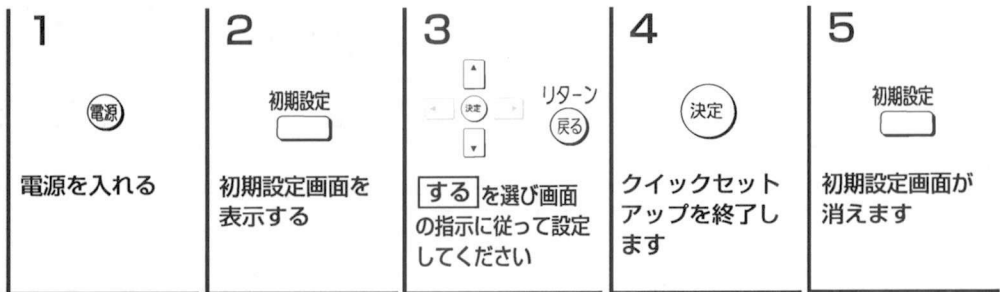 1
電源
電源を入れる
2
初期設定
初期設定画面を
表示する
3
▲
◀ 決定 ▶
▼
リターン
戻る
するを選び画面
の指示に従って設定
してください
4
決定
クイックセット
アップを終了し
ます
5
初期設定
初期設定画面が
消えます